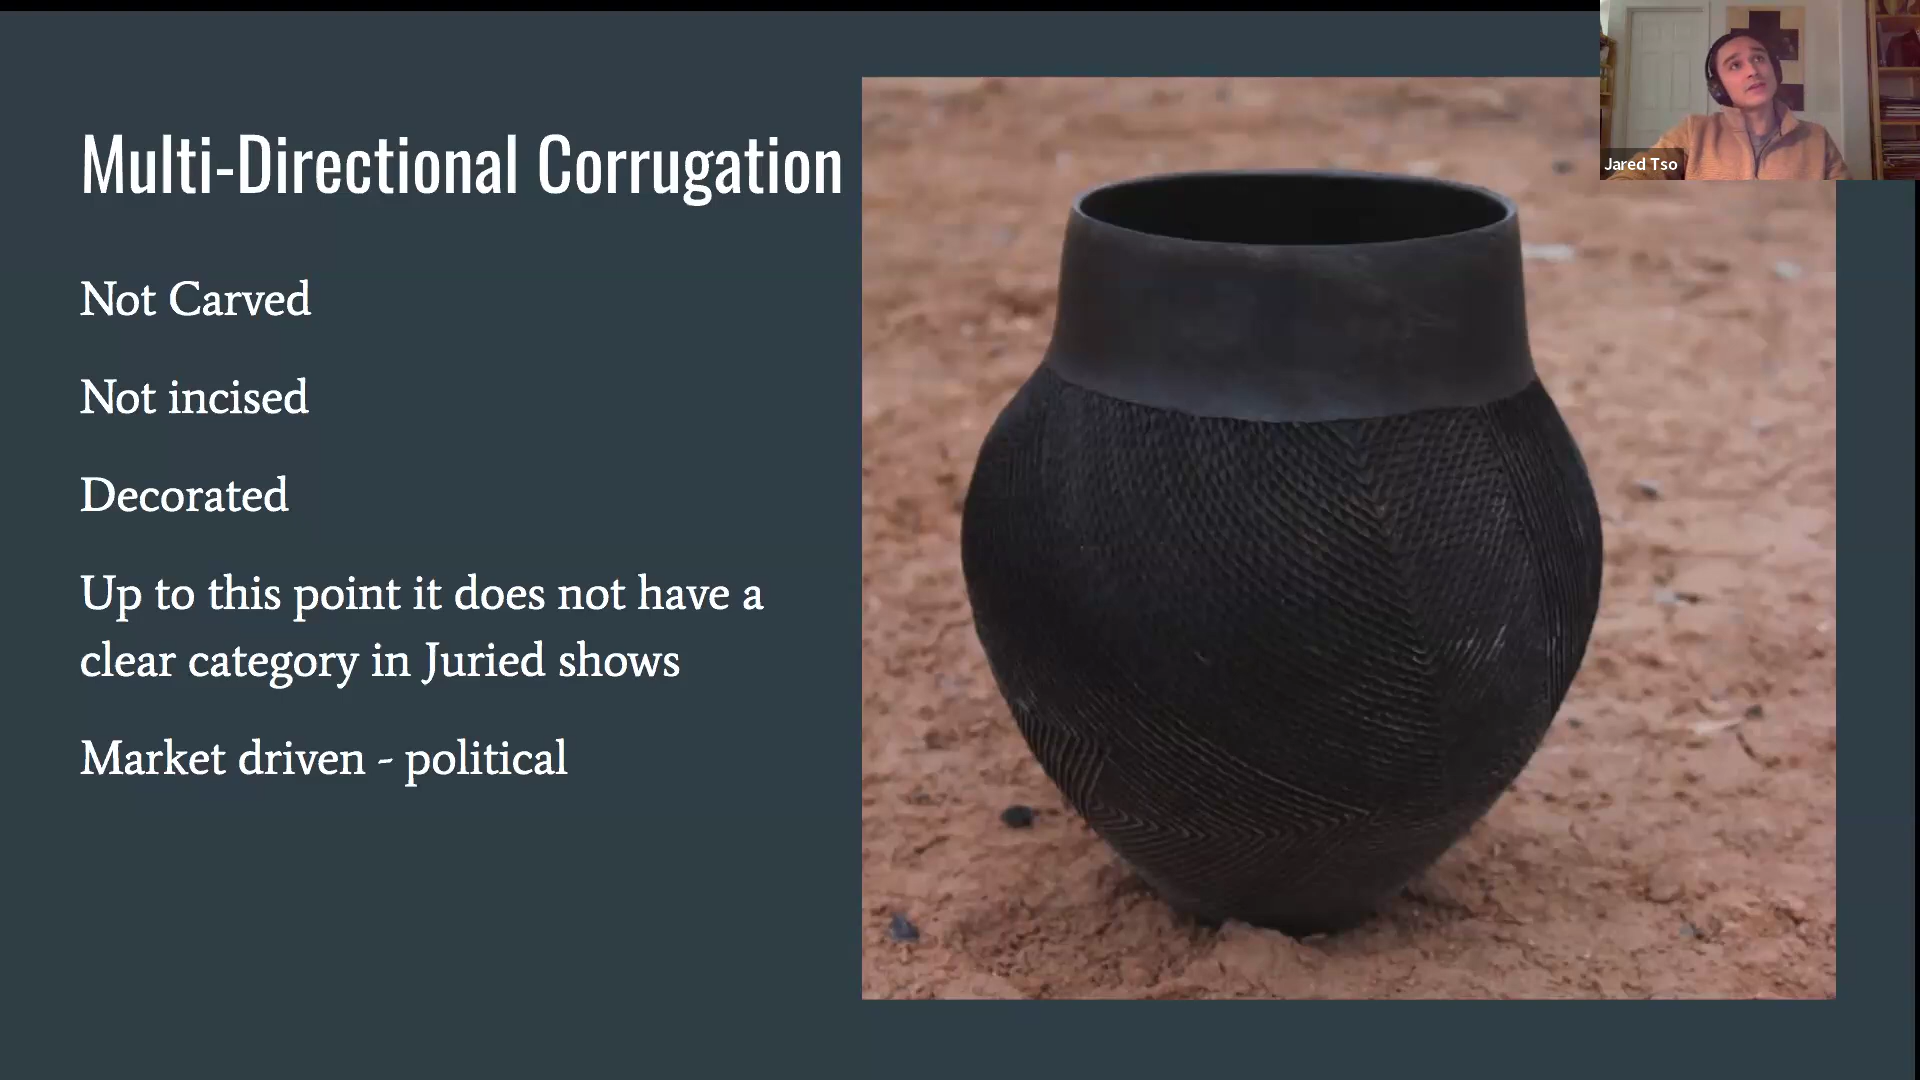 Multi-Directional Corrugation
Not Carved
Not incised
Decorated
Up to this point it does not have a
clear category in Juried shows
Market driven - political
Jared Tso